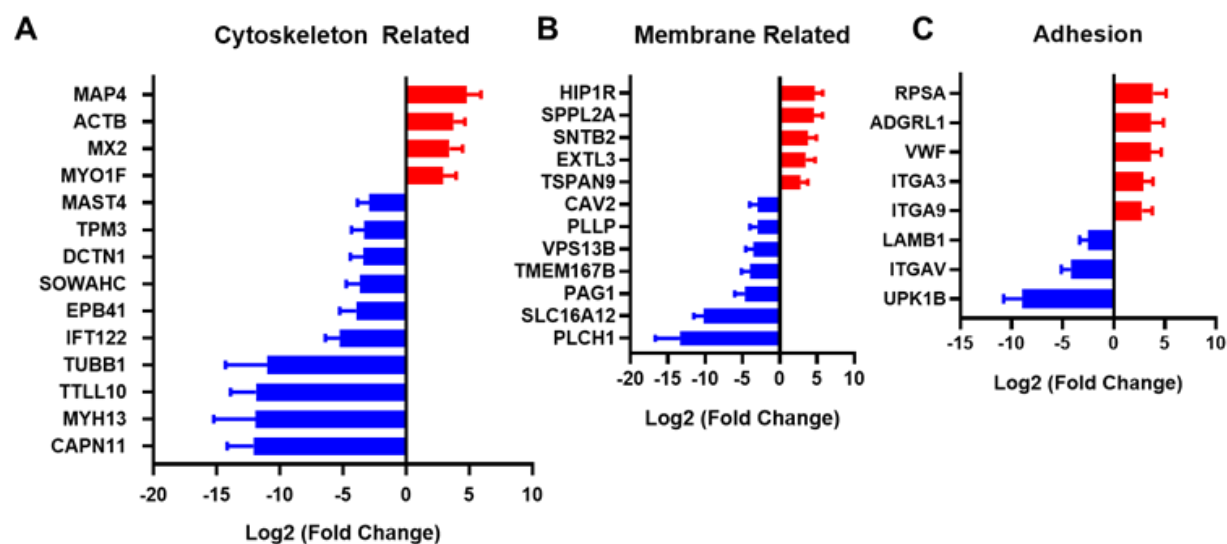 A
Cytoskeleton Related
MAP4
ACTB
MX2
MYO1F
MAST4
TPM3
DCTN1
SOWAHC
EPB41
IFT122
TUBB1
TTLL10
MYH13
CAPN11
-20 -15 -10 -5 0 5 10
Log2 (Fold Change)
B
Membrane Related
HIP1R
SPPL2A
SNTB2
EXTL3
TSPAN9
CAV2
PLLP
VPS13B
TMEM167B
PAG1
SLC16A12
PLCH1
-20 -15 -10 -5 0 5 10
Log2 (Fold Change)
C
Adhesion
RPSA
ADGRL1
VWF
ITGA3
ITGA9
LAMB1
ITGAV
UPK1B
-15 -10 -5 0 5 10
Log2 (Fold Change)